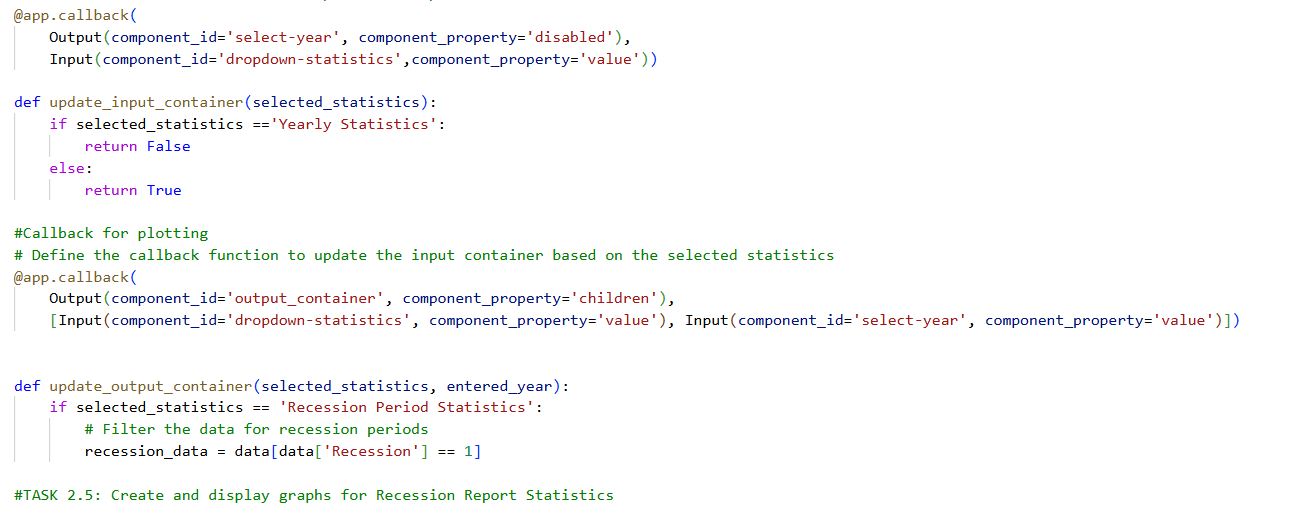 @app.callback(
    Output(component_id='select-year', component_property='disabled'),
    Input(component_id='dropdown-statistics',component_property='value'))
def update_input_container(selected_statistics):
    if selected_statistics =='Yearly Statistics':
        return False
    else:
        return True
#Callback for plotting
# Define the callback function to update the input container based on the selected statistics
@app.callback(
    Output(component_id='output_container', component_property='children'),
    [Input(component_id='dropdown-statistics', component_property='value'), Input(component_id='select-year', component_property='value')])
def update_output_container(selected_statistics, entered_year):
    if selected_statistics == 'Recession Period Statistics':
        # Filter the data for recession periods
        recession_data = data[data['Recession'] == 1]
#TASK 2.5: Create and display graphs for Recession Report Statistics